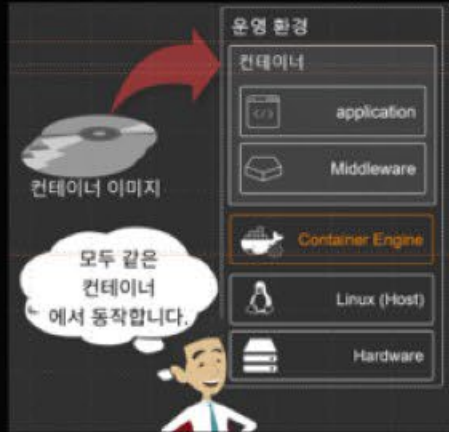 운영 환경
컨테이너
application
Middleware
컨테이너 이미지
Container Engine
모두 같은
컨테이너
에서 동작합니다.
Linux (Host)
Hardware